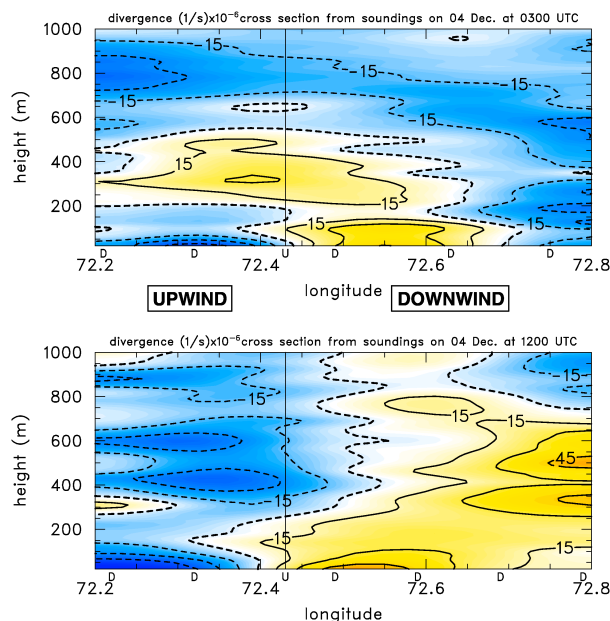 divergence (1/s)x10⁻⁶cross section from soundings on 04 Dec. at 0300 UTC
1000
800
600
400
200
height (m)
-15
-15
-15
-15
15
15
15
D D U D D D D
72.2 72.4 72.6 72.8
longitude
UPWIND DOWNWIND
divergence (1/s)x10⁻⁶cross section from soundings on 04 Dec. at 1200 UTC
1000
800
600
400
200
height (m)
-15
-15
15
15
45
-15
-15
15
15
D D U D D D D
72.2 72.4 72.6 72.8
longitude